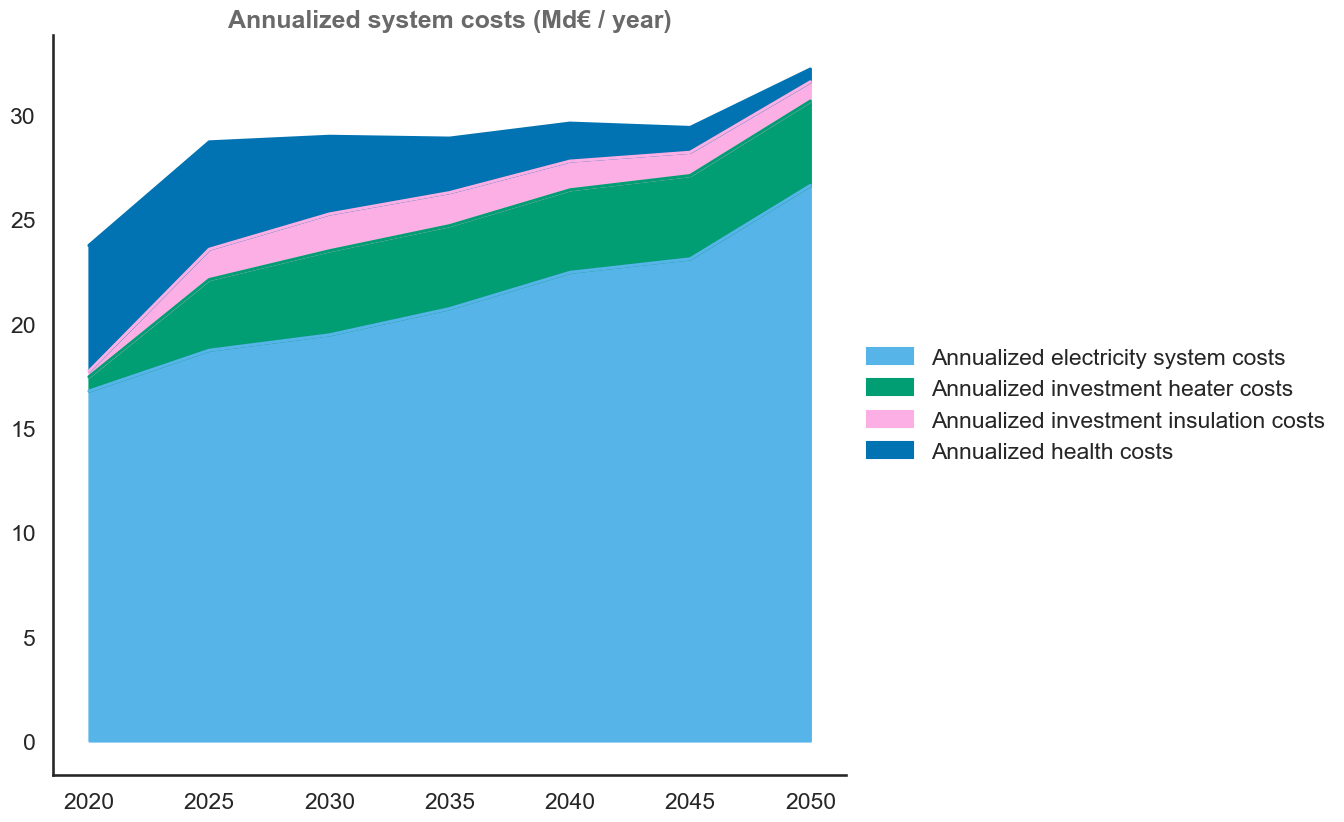 Annualized system costs (Md€ / year)
30
25
20
15
10
5
0
2020 2025 2030 2035 2040 2045 2050
Annualized electricity system costs
Annualized investment heater costs
Annualized investment insulation costs
Annualized health costs